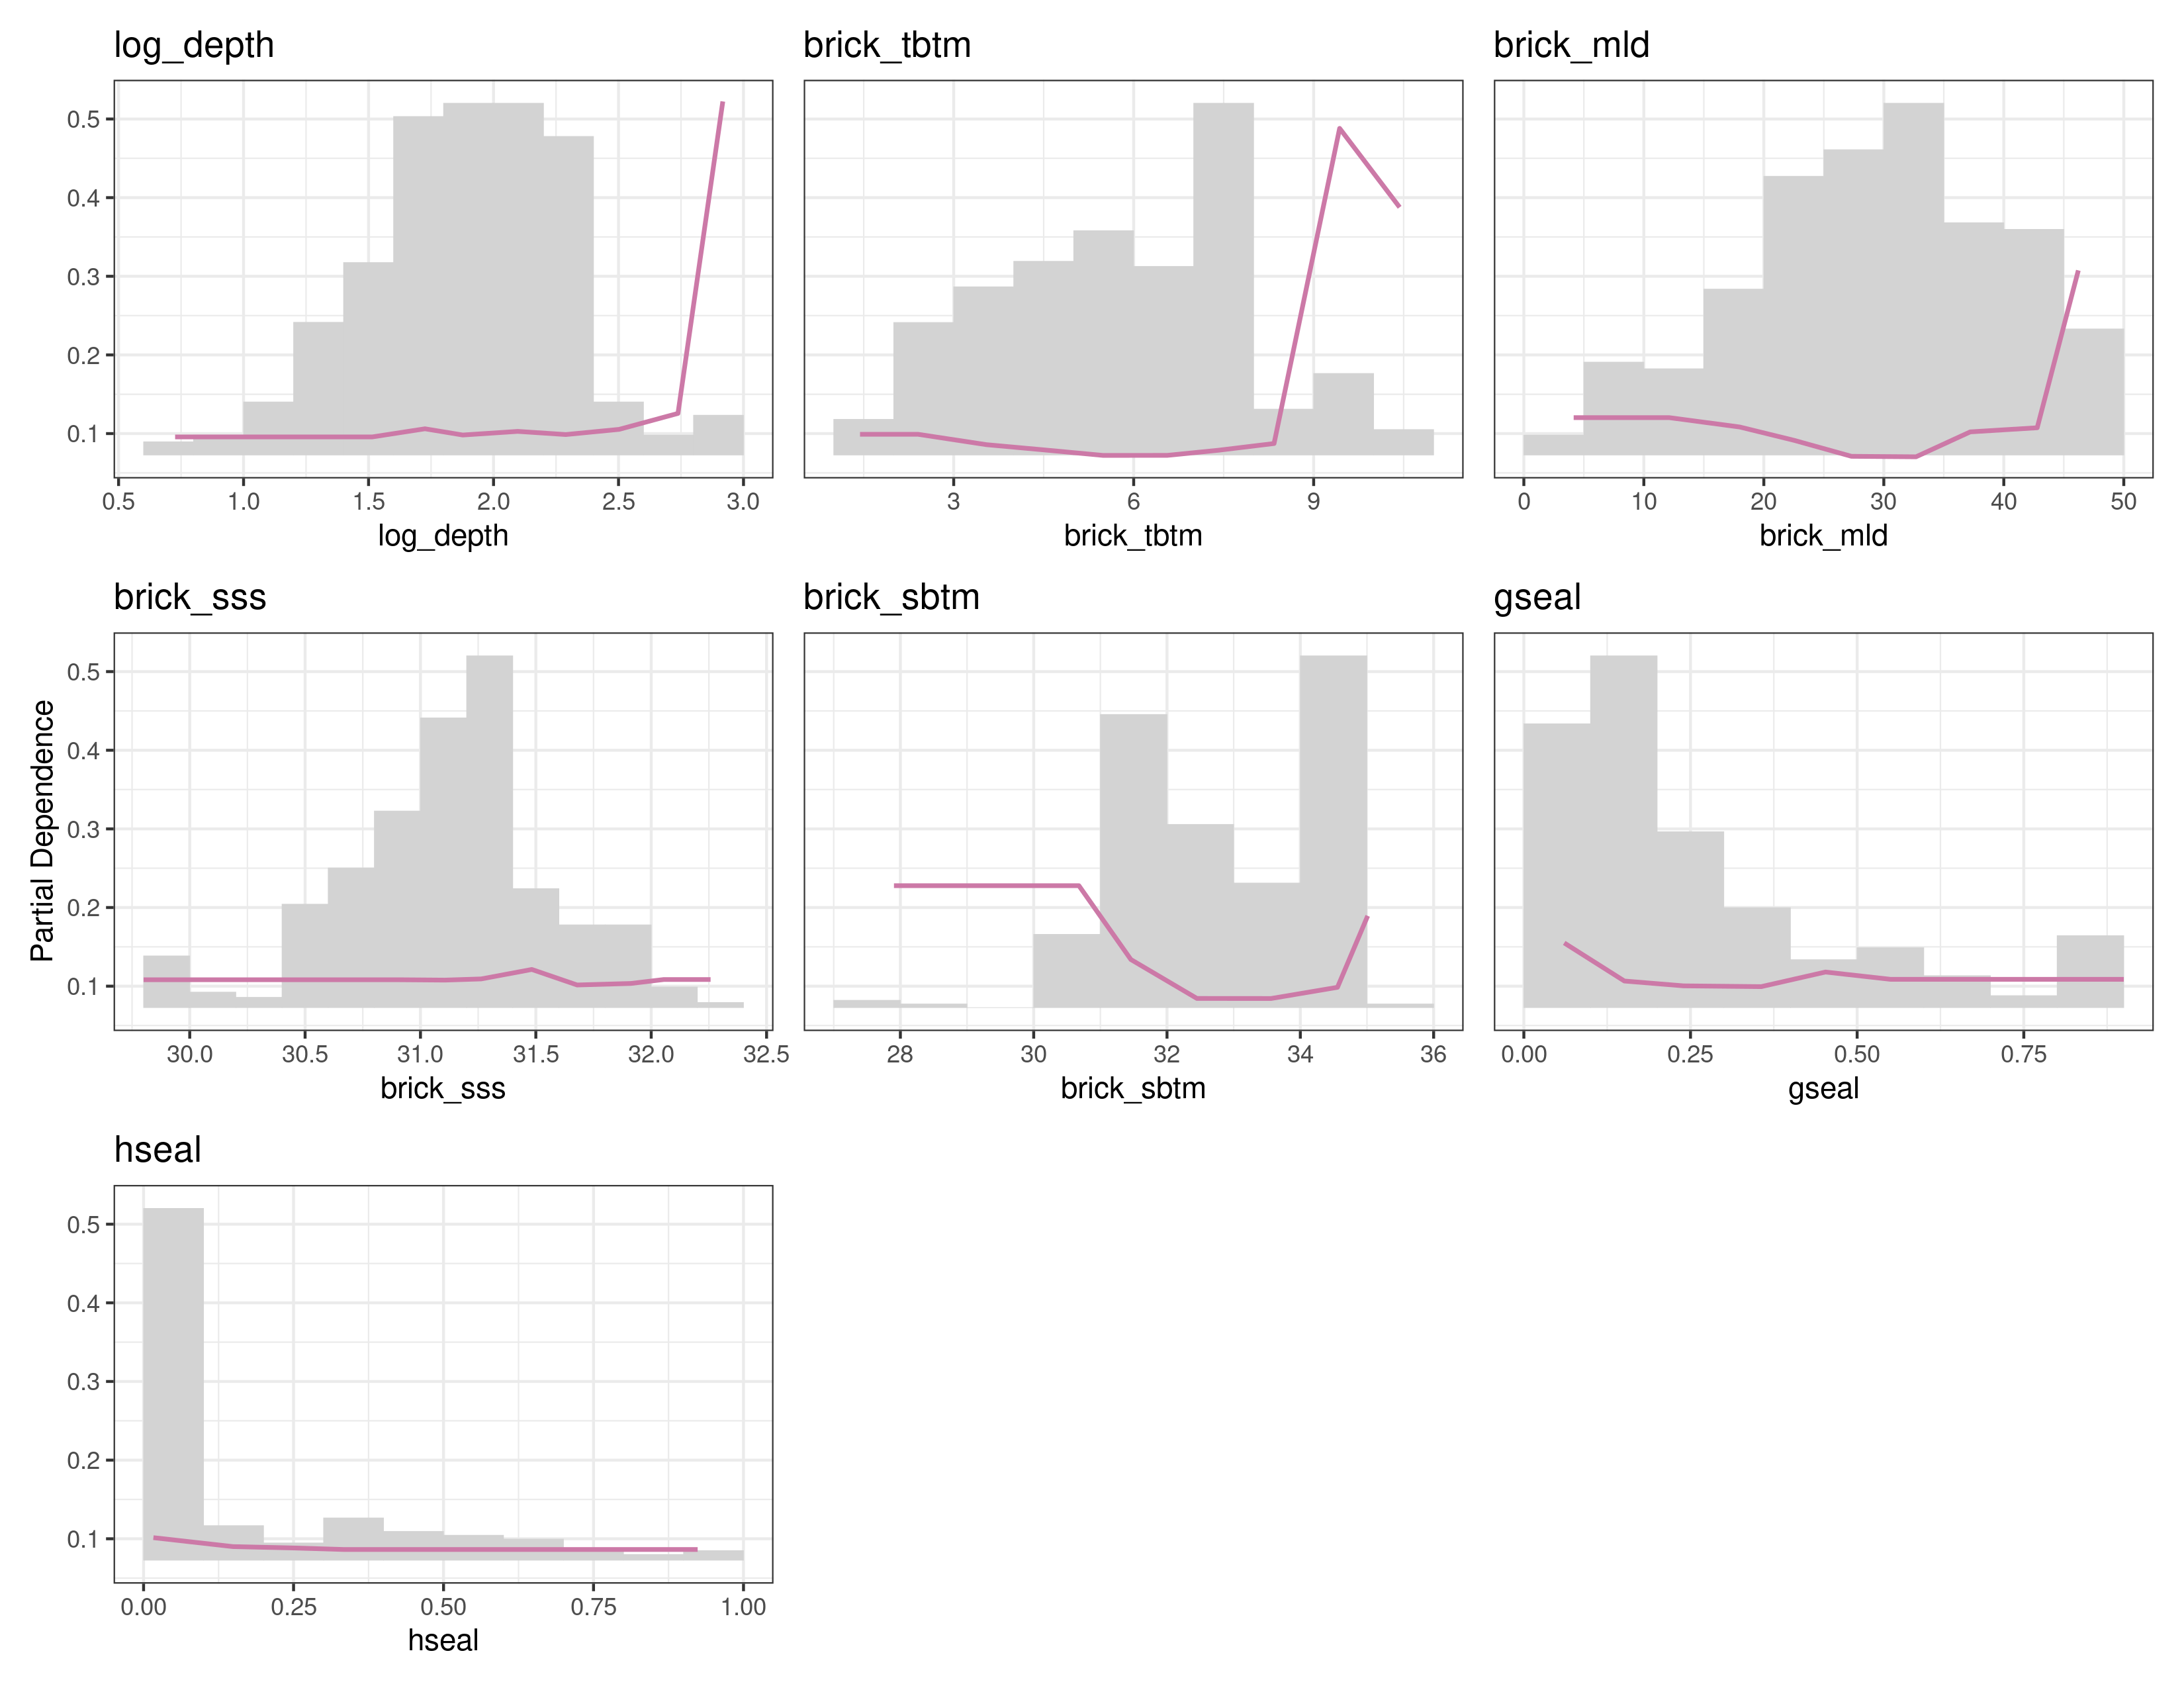 log_depth
brick_tbtm
brick_mld
0.5
0.4
0.3
0.2
0.1
0.5 1.0 1.5 2.0 2.5 3.0
3 6 9
0 10 20 30 40 50
log_depth
brick_tbtm
brick_mld
brick_sss
brick_sbtm
gseal
Partial Dependence
0.5
0.4
0.3
0.2
0.1
30.0 30.5 31.0 31.5 32.0 32.5
28 30 32 34 36
0.00 0.25 0.50 0.75
brick_sss
brick_sbtm
gseal
hseal
0.5
0.4
0.3
0.2
0.1
0.00 0.25 0.50 0.75 1.00
hseal